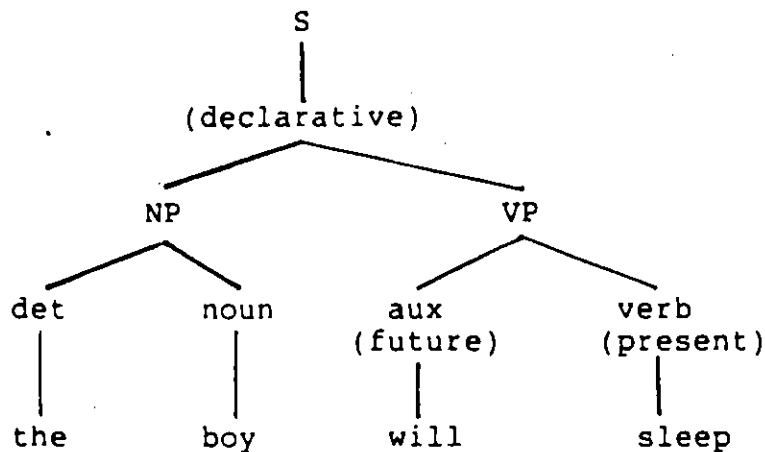 S
(declarative)
NP VP
det noun aux verb
(future) (present)
the boy will sleep